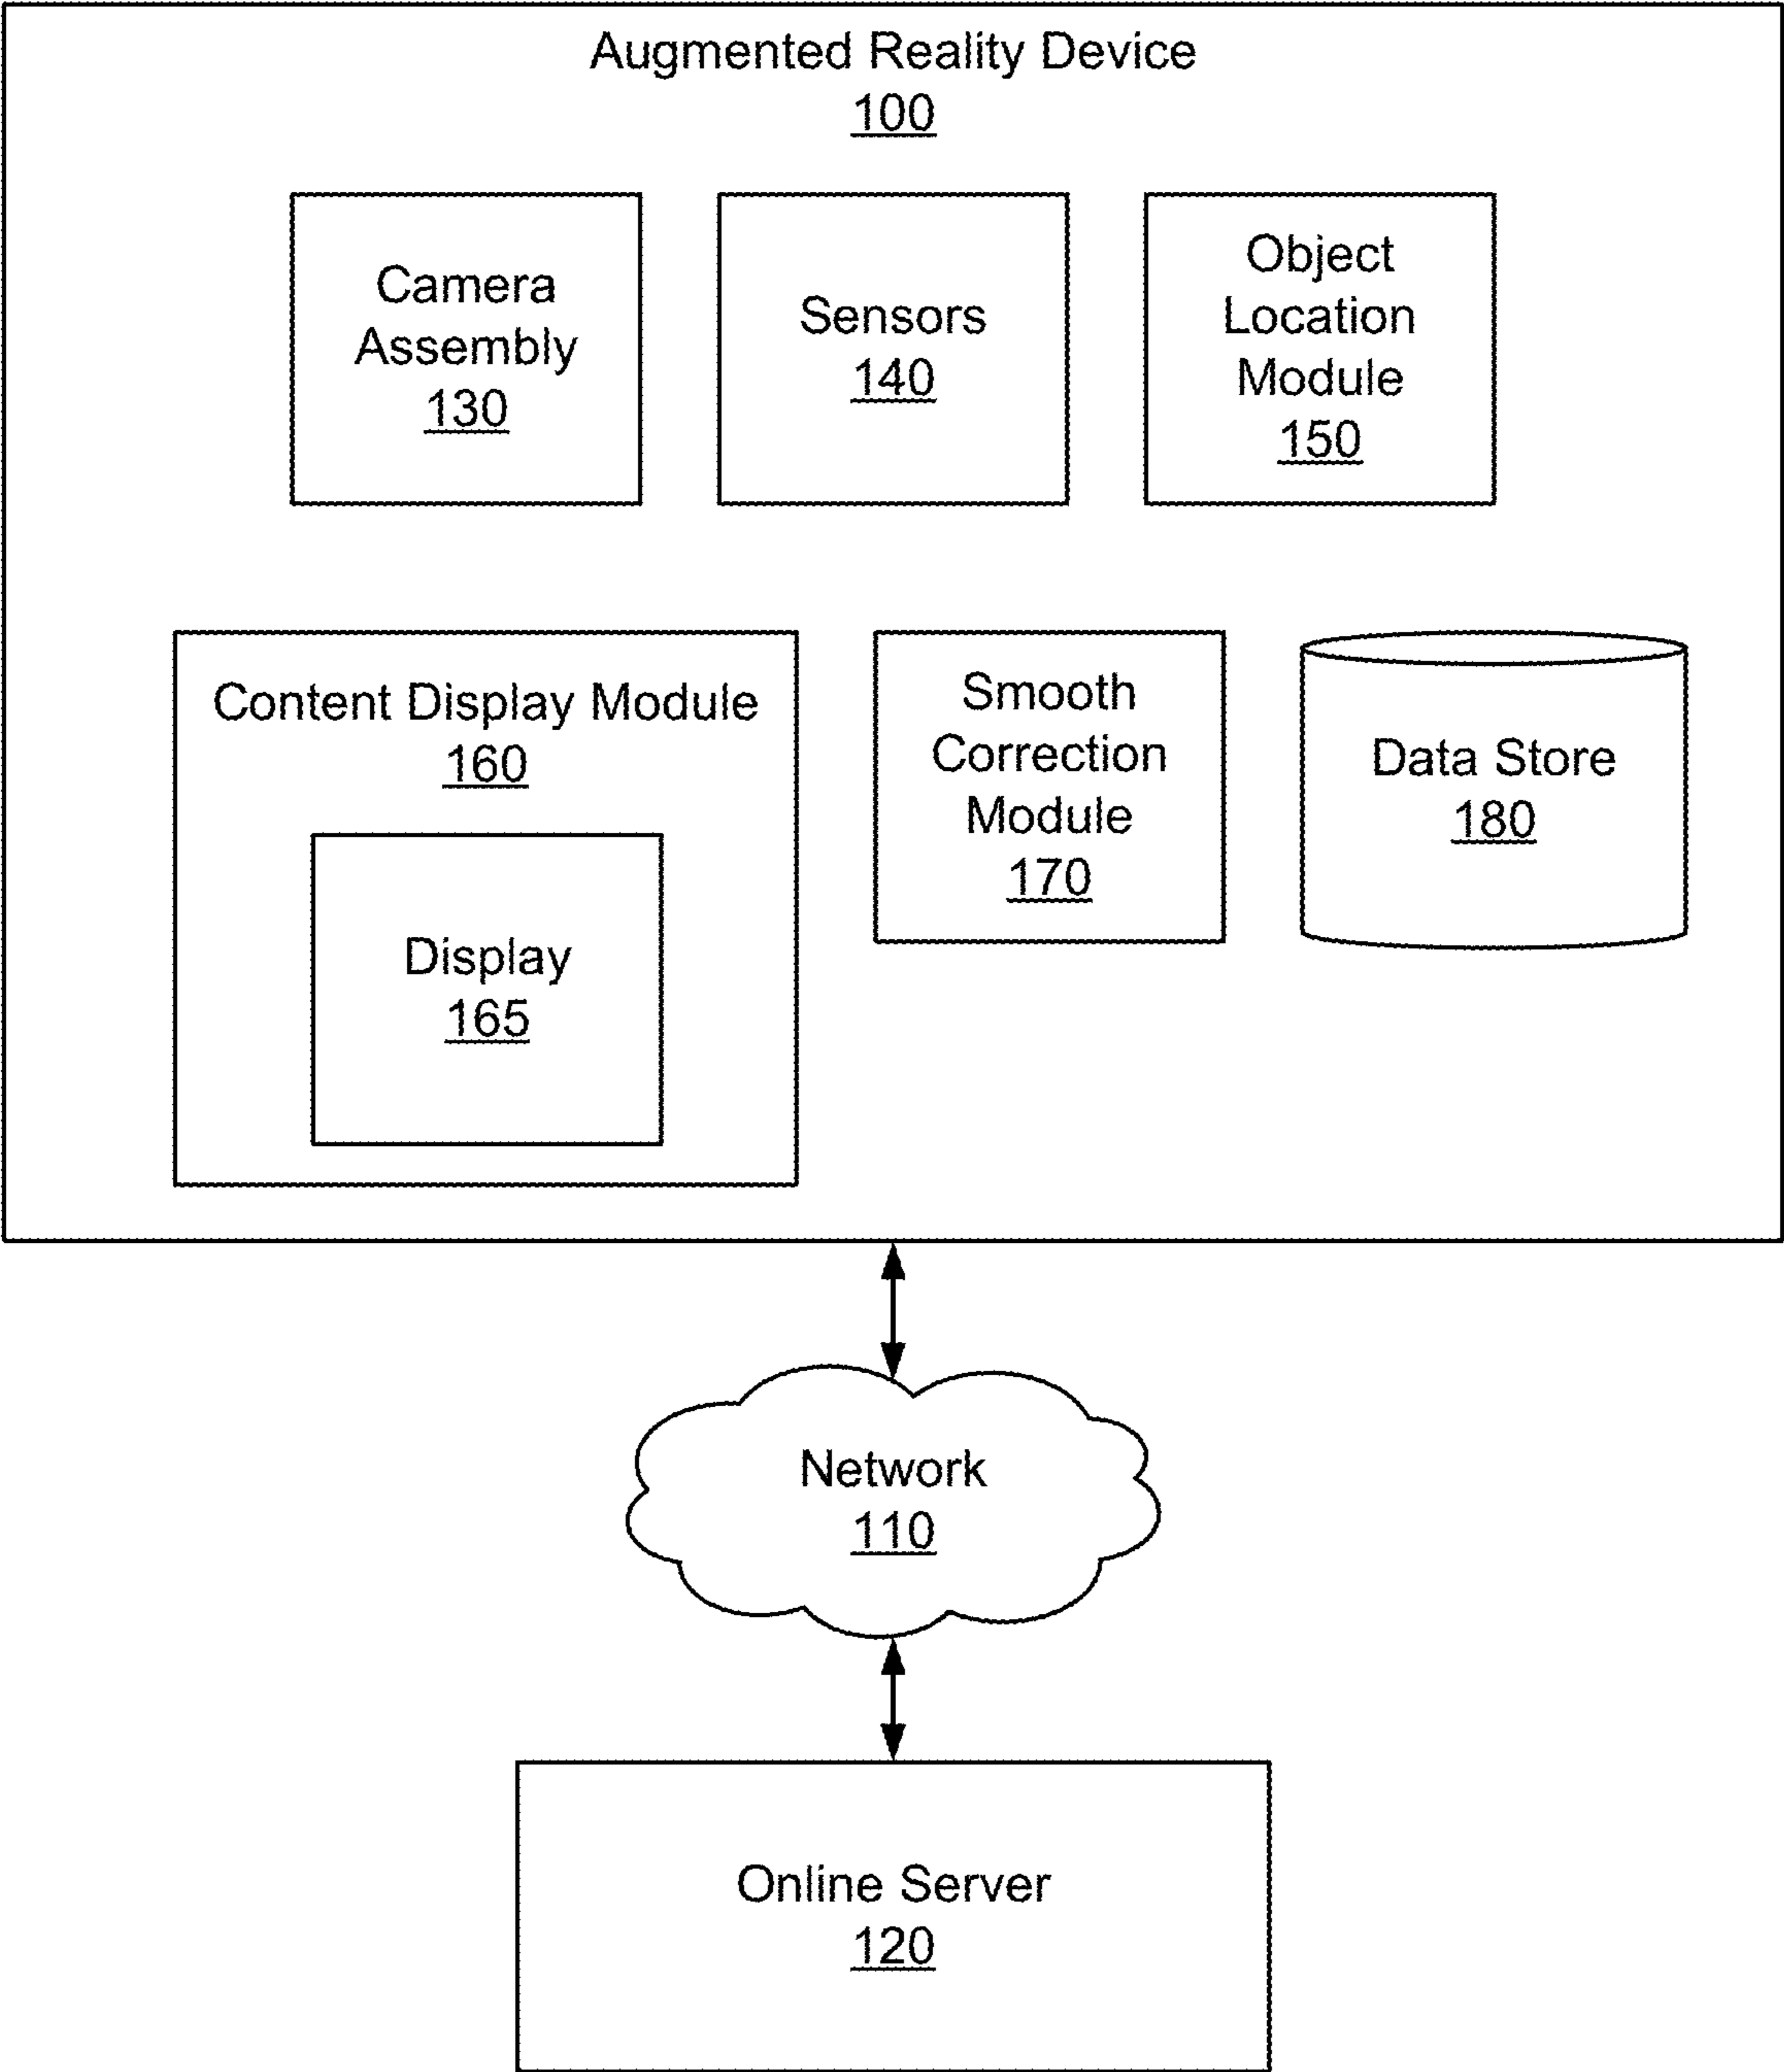 Augmented Reality Device
100
Camera
Assembly
130
Sensors
140
Object
Location
Module
150
Content Display Module
160
Display
165
Smooth
Correction
Module
170
Data Store
180
Network
110
Online Server
120